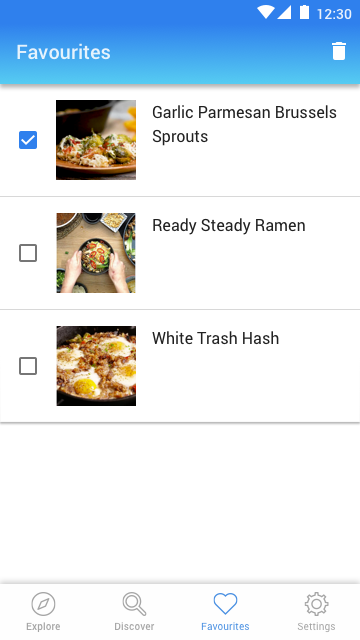 12:30
Favourites
Garlic Parmesan Brussels
Sprouts
Ready Steady Ramen
White Trash Hash
Explore
Discover
Favourites
Settings